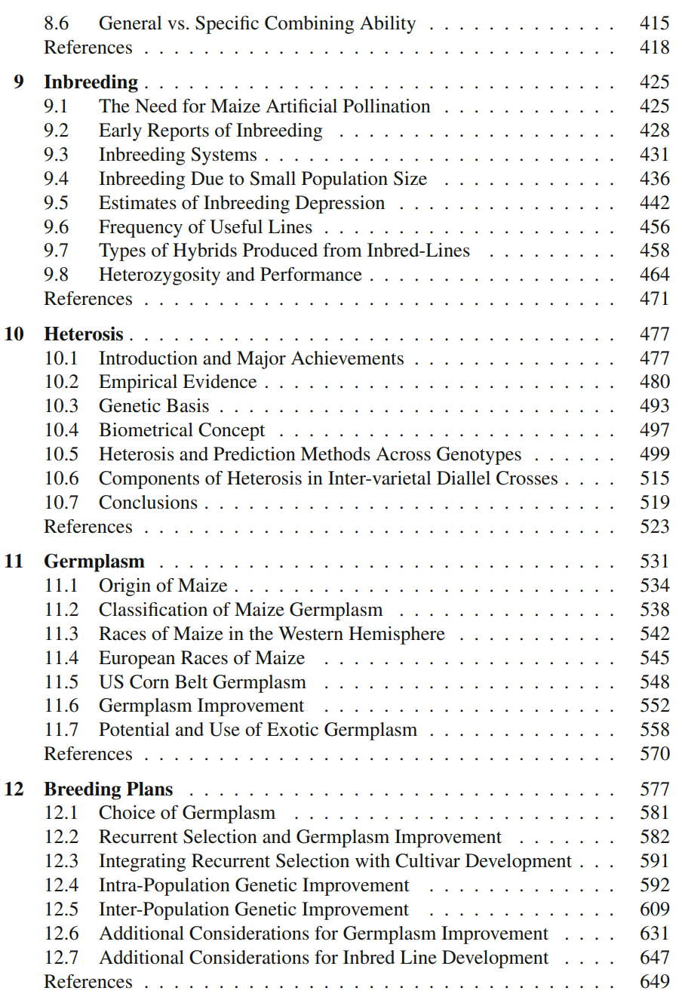 8.6 General vs. Specific Combining Ability . . . . . . . . . . . . . 415
References . . . . . . . . . . . . . . . . . . . . . . . . . . . . . . . . 418
9 Inbreeding . . . . . . . . . . . . . . . . . . . . . . . . . . . . . . . . 425
9.1 The Need for Maize Artificial Pollination . . . . . . . . . . . . 425
9.2 Early Reports of Inbreeding . . . . . . . . . . . . . . . . . . . 428
9.3 Inbreeding Systems . . . . . . . . . . . . . . . . . . . . . . . . 431
9.4 Inbreeding Due to Small Population Size . . . . . . . . . . . . 436
9.5 Estimates of Inbreeding Depression . . . . . . . . . . . . . . . 442
9.6 Frequency of Useful Lines . . . . . . . . . . . . . . . . . . . . 456
9.7 Types of Hybrids Produced from Inbred-Lines . . . . . . . . . 458
9.8 Heterozygosity and Performance . . . . . . . . . . . . . . . . . 464
References . . . . . . . . . . . . . . . . . . . . . . . . . . . . . . . . 471
10 Heterosis . . . . . . . . . . . . . . . . . . . . . . . . . . . . . . . . . 477
10.1 Introduction and Major Achievements . . . . . . . . . . . . . . 477
10.2 Empirical Evidence . . . . . . . . . . . . . . . . . . . . . . . . 480
10.3 Genetic Basis . . . . . . . . . . . . . . . . . . . . . . . . . . . 493
10.4 Biometrical Concept . . . . . . . . . . . . . . . . . . . . . . . 497
10.5 Heterosis and Prediction Methods Across Genotypes . . . . . . 499
10.6 Components of Heterosis in Inter-varietal Diallel Crosses . . . . 515
10.7 Conclusions . . . . . . . . . . . . . . . . . . . . . . . . . . . . 519
References . . . . . . . . . . . . . . . . . . . . . . . . . . . . . . . . 523
11 Germplasm . . . . . . . . . . . . . . . . . . . . . . . . . . . . . . . 531
11.1 Origin of Maize . . . . . . . . . . . . . . . . . . . . . . . . . . 534
11.2 Classification of Maize Germplasm . . . . . . . . . . . . . . . 538
11.3 Races of Maize in the Western Hemisphere . . . . . . . . . . . 542
11.4 European Races of Maize . . . . . . . . . . . . . . . . . . . . 545
11.5 US Corn Belt Germplasm . . . . . . . . . . . . . . . . . . . . 548
11.6 Germplasm Improvement . . . . . . . . . . . . . . . . . . . . 552
11.7 Potential and Use of Exotic Germplasm . . . . . . . . . . . . . 558
References . . . . . . . . . . . . . . . . . . . . . . . . . . . . . . . . 570
12 Breeding Plans . . . . . . . . . . . . . . . . . . . . . . . . . . . . . 577
12.1 Choice of Germplasm . . . . . . . . . . . . . . . . . . . . . . 581
12.2 Recurrent Selection and Germplasm Improvement . . . . . . . 582
12.3 Integrating Recurrent Selection with Cultivar Development . . . 591
12.4 Intra-Population Genetic Improvement . . . . . . . . . . . . . 592
12.5 Inter-Population Genetic Improvement . . . . . . . . . . . . . 609
12.6 Additional Considerations for Germplasm Improvement . . . . 631
12.7 Additional Considerations for Inbred Line Development . . . . 647
References . . . . . . . . . . . . . . . . . . . . . . . . . . . . . . . . 649